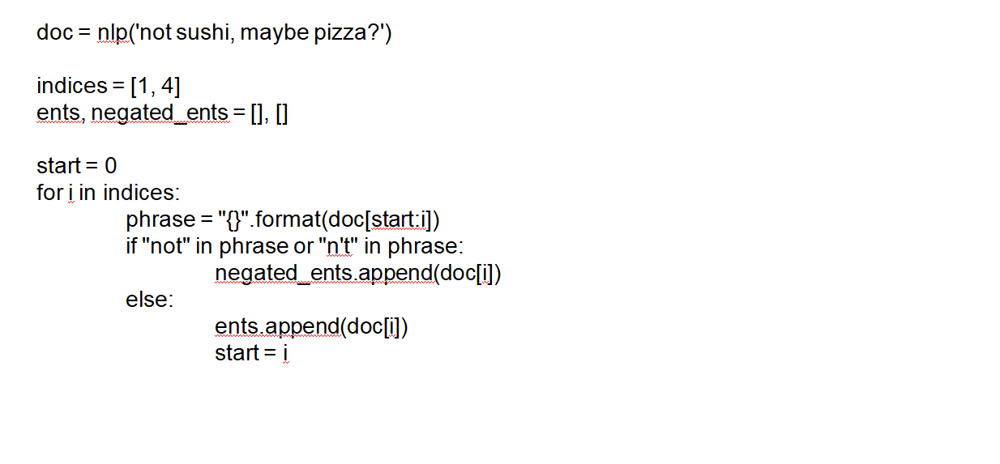 doc = nlp('not sushi, maybe pizza?')
indices = [1, 4]
ents, negated_ents = [], []
start = 0
for i in indices:
phrase = "{}".format(doc[start:i])
if "not" in phrase or "n't" in phrase:
negated_ents.append(doc[i])
else:
ents.append(doc[i])
start = i